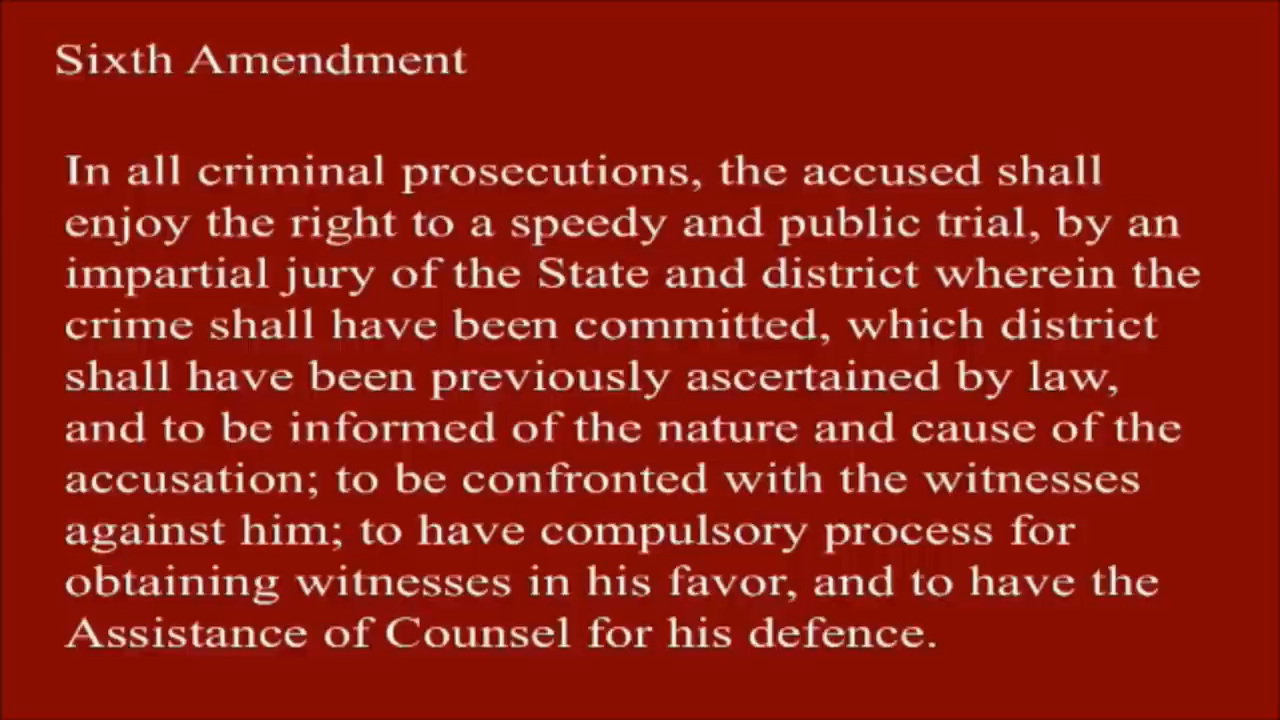 Sixth Amendment
In all criminal prosecutions, the accused shall
enjoy the right to a speedy and public trial, by an
impartial jury of the State and district wherein the
crime shall have been committed, which district
shall have been previously ascertained by law,
and to be informed of the nature and cause of the
accusation; to be confronted with the witnesses
against him; to have compulsory process for
obtaining witnesses in his favor, and to have the
Assistance of Counsel for his defence.